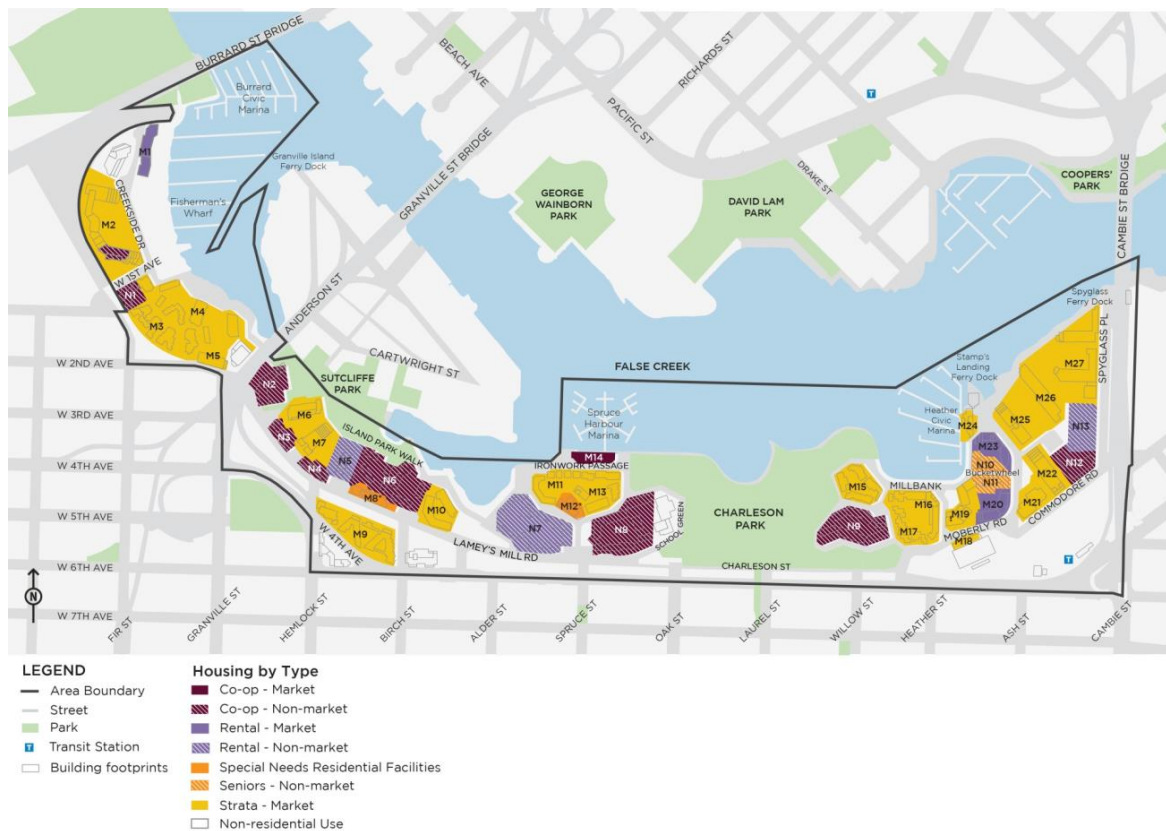 BURRARD ST BRIDGE
BEACH AVE
RICHARDS ST
Burrard
Civic
Marina
T
PACIFIC ST
Granville Island
Ferry Dock
GRANVILLE ST BRIDGE
DRAKE ST
COOPERS'
PARK
CAMBIE ST BRDIGE
M1
CREEKSIDE DR
Fisherman's
Wharf
GEORGE
WAINBORN
PARK
DAVID LAM
PARK
M2
W 1ST AVE
N1
M3
M4
M5
ANDERSON ST
Spyglass
Ferry Dock
SPYGLASS PL
W 2ND AVE
CARTWRIGHT ST
FALSE CREEK
Stamp's
Landing
Ferry Dock
M27
N2
SUTCLIFFE
PARK
M26
W 3RD AVE
M6
ISLAND PARK WALK
Spruce
Harbour
Marina
Heather
Civic
Marina
M24
M25
N13
N3
M7
M23
W 4TH AVE
N4
N5
N6
M14
IRONWORK PASSAGE
N10
Bucketwheel
N11
M22
N12
M8*
M11
M13
M15
MILLBANK
M10
M12*
M16
M19
M20
M21
COMMODORE RD
W 5TH AVE
M9
W 4TH AVE
N7
N8
SCHOOL GREEN
CHARLESON
PARK
N9
M17
M18
MOBERLY RD
LAMEY'S MILL RD
T
W 6TH AVE
CHARLESON ST
N
W 7TH AVE
FIR ST
GRANVILLE ST
HEMLOCK ST
BIRCH ST
ALDER ST
SPRUCE ST
OAK ST
LAUREL ST
WILLOW ST
HEATHER ST
ASH ST
CAMBIE ST
LEGEND
Area Boundary
Street
Park
T Transit Station
Building footprints
Housing by Type
Co-op - Market
Co-op - Non-market
Rental - Market
Rental - Non-market
Special Needs Residential Facilities
Seniors - Non-market
Strata - Market
Non-residential Use